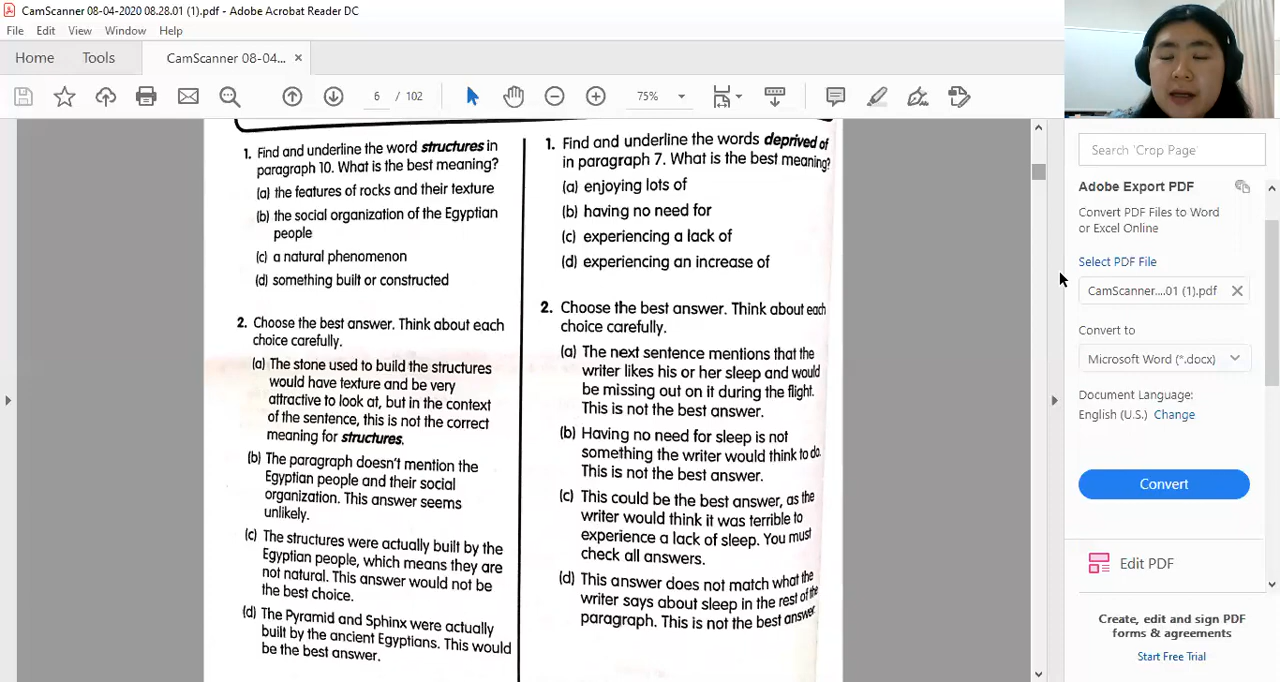 CamScanner 08-04-2020 08.28.01 (1).pdf - Adobe Acrobat Reader DC
File Edit View Window Help
Home Tools CamScanner 08-04... ×
6 / 102 75%
1. Find and underline the word structures in
paragraph 10. What is the best meaning?
(a) the features of rocks and their texture
(b) the social organization of the Egyptian
people
(c) a natural phenomenon
(d) something built or constructed
2. Choose the best answer. Think about each
choice carefully.
(a) The stone used to build the structures
would have texture and be very
attractive to look at, but in the context
of the sentence, this is not the correct
meaning for structures.
(b) The paragraph doesn't mention the
Egyptian people and their social
organization. This answer seems
unlikely.
(c) The structures were actually built by the
Egyptian people, which means they are
not natural. This answer would not be
the best choice.
(d) The Pyramid and Sphinx were actually
built by the ancient Egyptians. This would
be the best answer.
1. Find and underline the words deprived of
in paragraph 7. What is the best meaning?
(a) enjoying lots of
(b) having no need for
(c) experiencing a lack of
(d) experiencing an increase of
2. Choose the best answer. Think about each
choice carefully.
(a) The next sentence mentions that the
writer likes his or her sleep and would
be missing out on it during the flight.
This is not the best answer.
(b) Having no need for sleep is not
something the writer would think to do.
This is not the best answer.
(c) This could be the best answer, as the
writer would think it was terrible to
experience a lack of sleep. You must
check all answers.
(d) This answer does not match what the
writer says about sleep in the rest of the
paragraph. This is not the best answer
Search 'Crop Page'
Adobe Export PDF
Convert PDF Files to Word
or Excel Online
Select PDF File
CamScanner....01 (1).pdf
Convert to
Microsoft Word (*.docx)
Document Language:
English (U.S.) Change
Convert
Edit PDF
Create, edit and sign PDF
forms & agreements
Start Free Trial